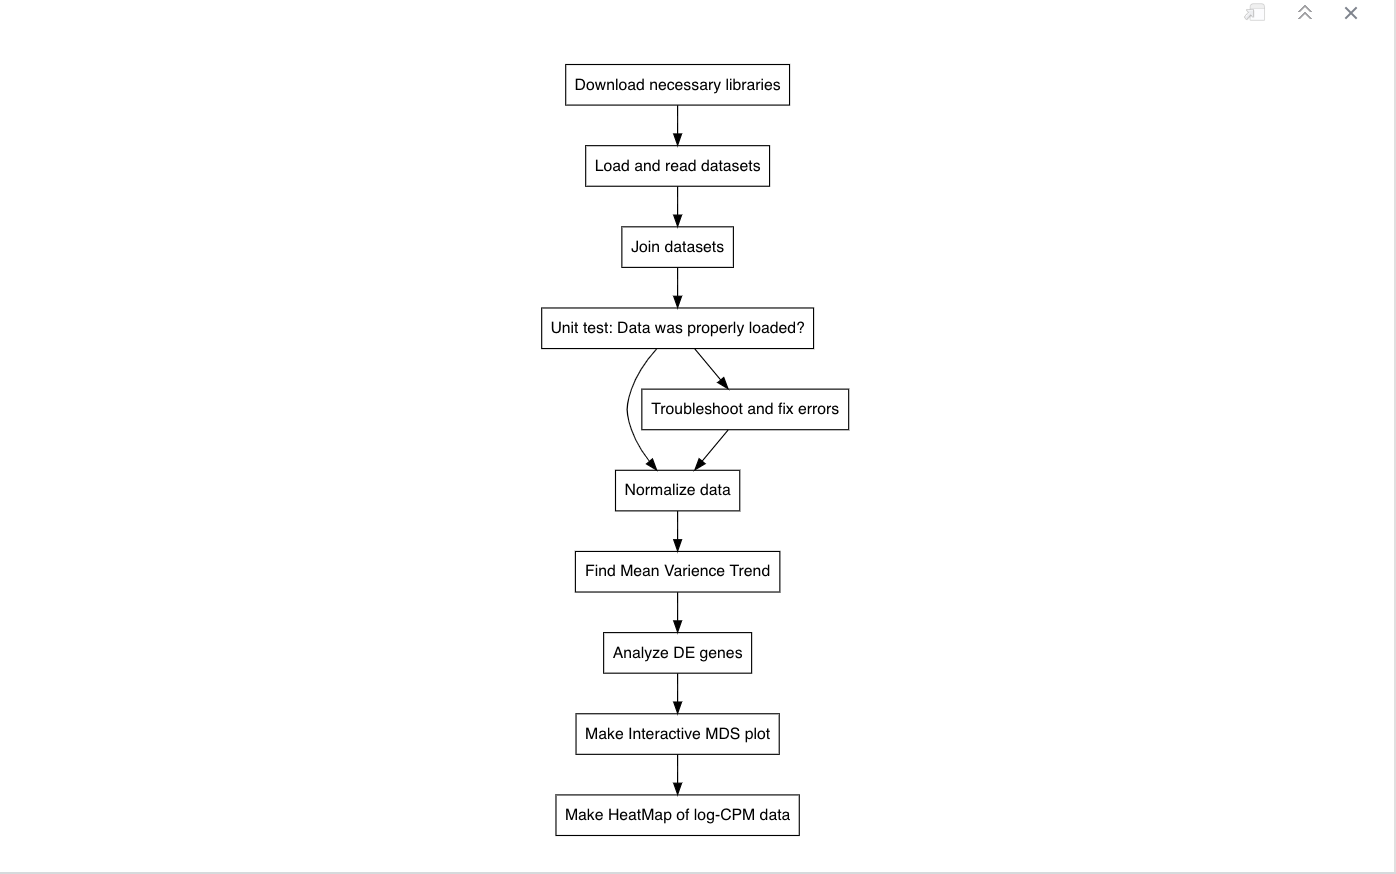 Download necessary libraries
Load and read datasets
Join datasets
Unit test: Data was properly loaded?
Troubleshoot and fix errors
Normalize data
Find Mean Varience Trend
Analyze DE genes
Make Interactive MDS plot
Make HeatMap of log-CPM data